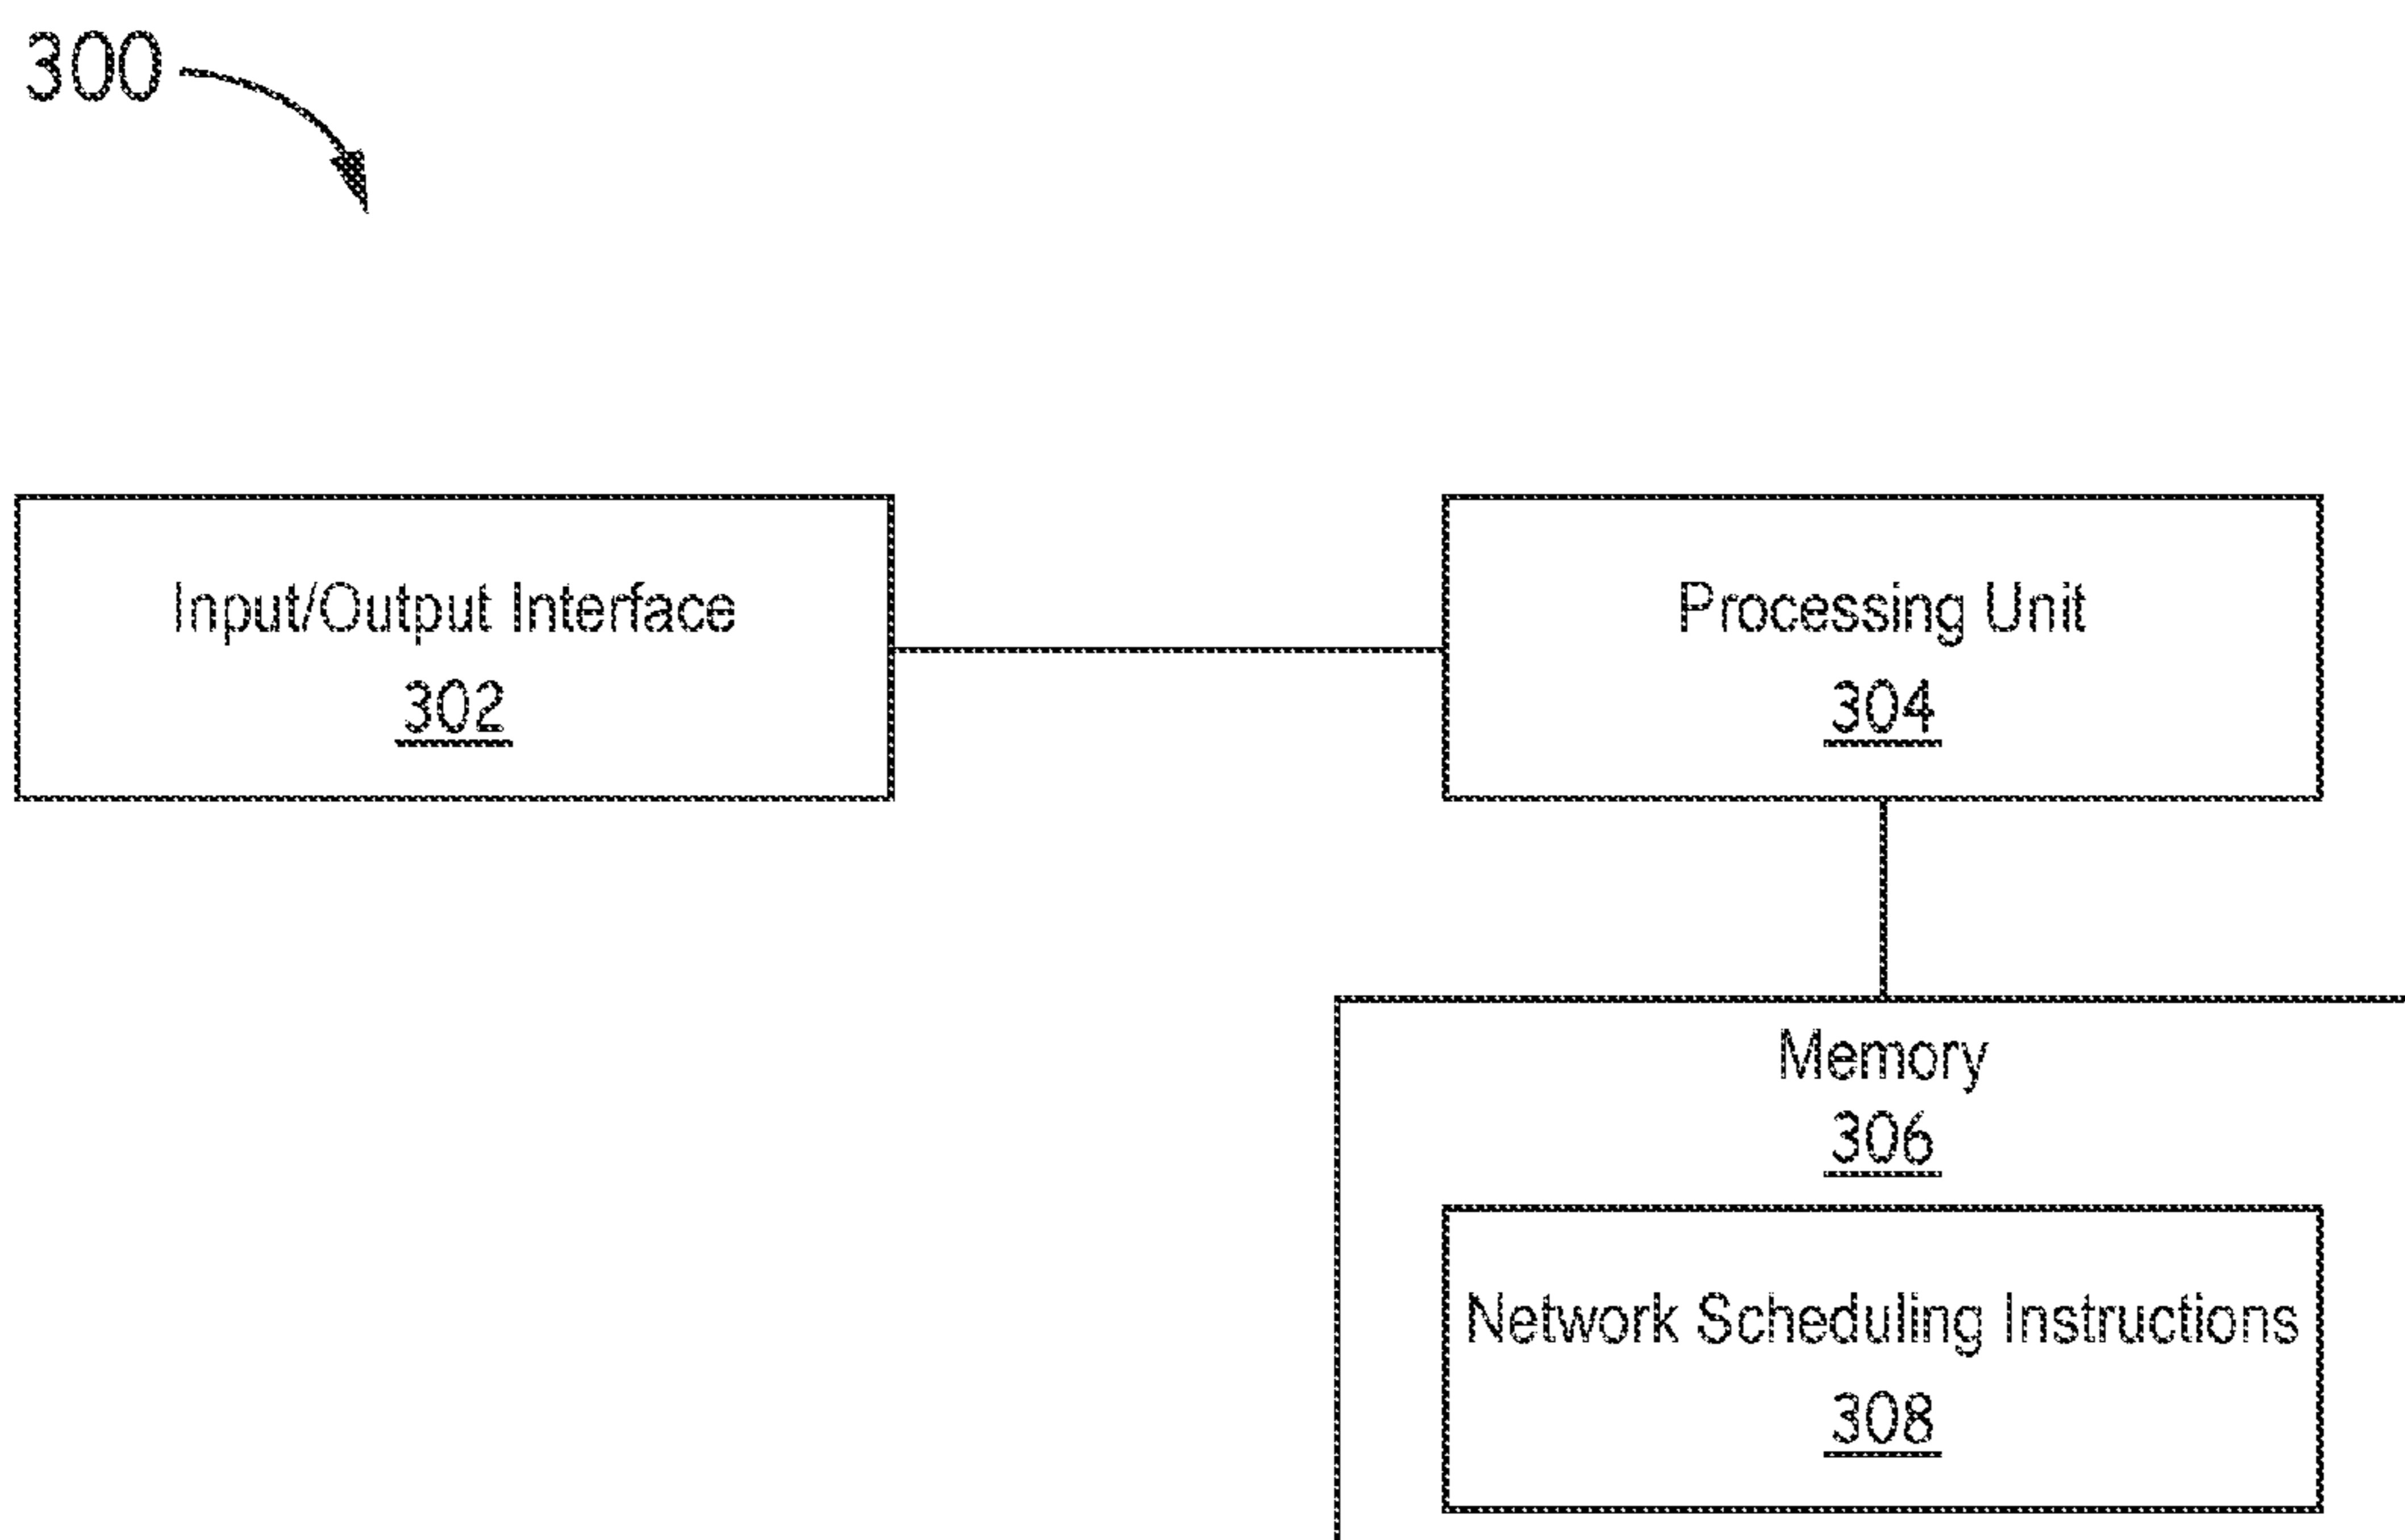 300
Input/Output Interface
302
Processing Unit
304
Memory
306
Network Scheduling Instructions
308